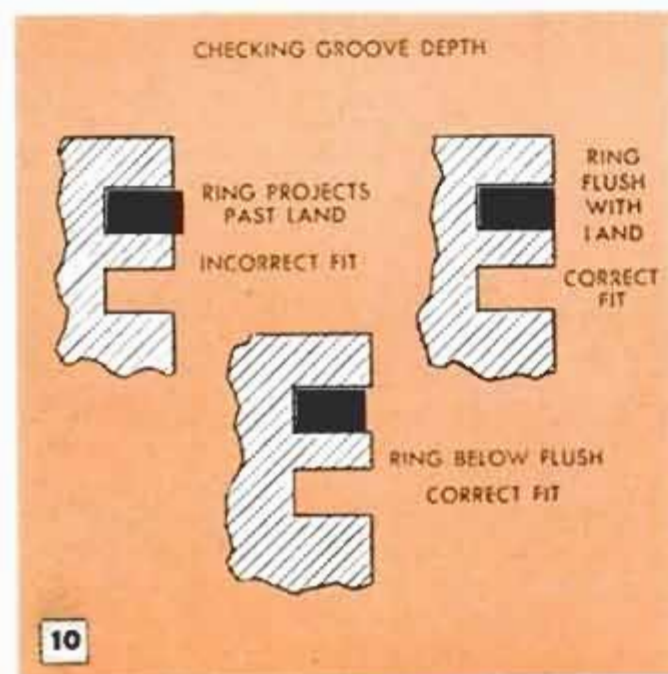 CHECKING GROOVE DEPTH
RING PROJECTS
PAST LAND
INCORRECT FIT
RING
FLUSH
WITH
LAND
CORRECT
FIT
RING BELOW FLUSH
CORRECT FIT
10